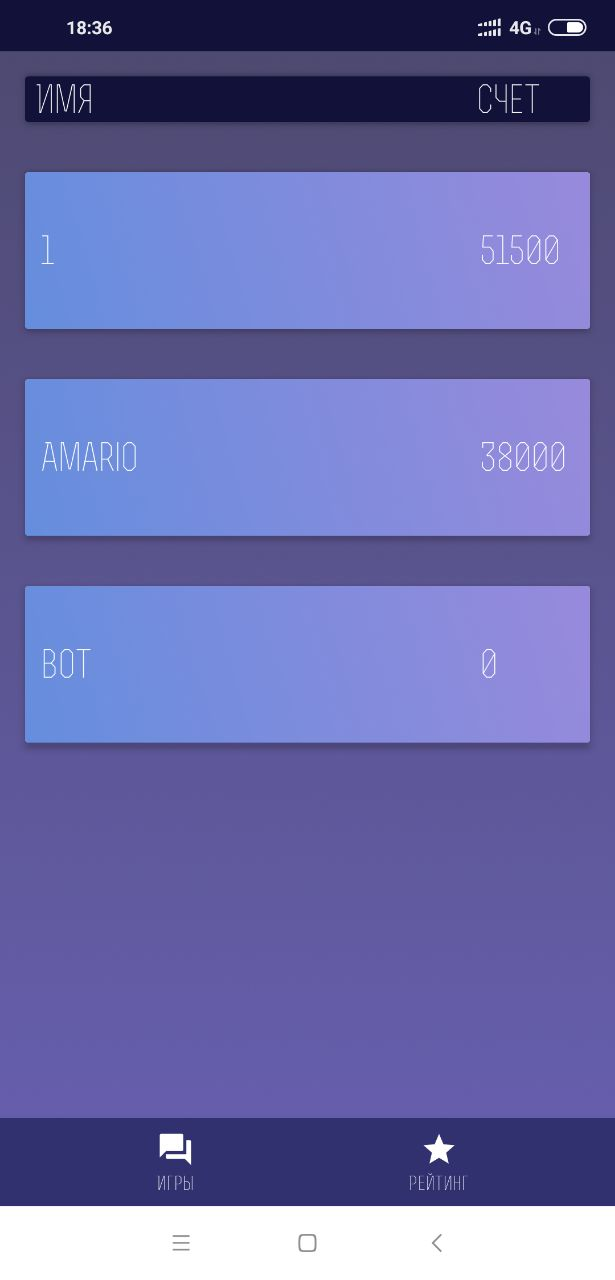 18:36 4G
ИМЯ СЧЕТ
1 51500
AMARIO 38000
BOT 0
ИГРЫ РЕЙТИНГ